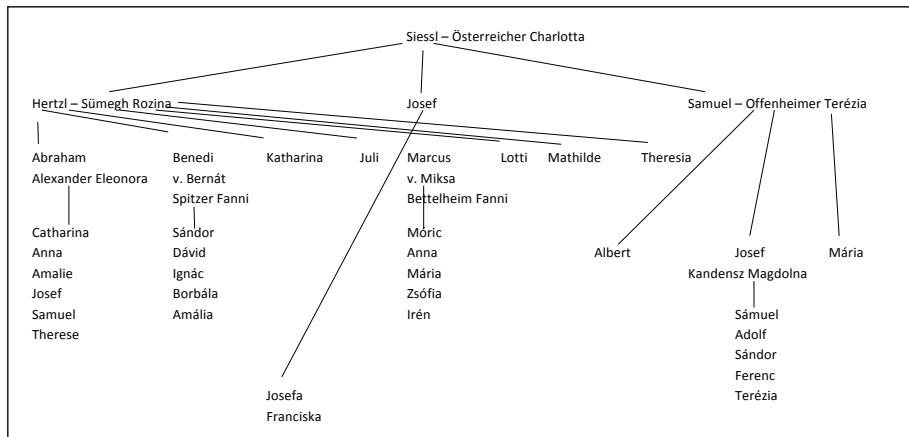 Siessl – Österreicher Charlotta
Hertzl – Sümegh Rozina
Josef
Samuel – Offenheimer Terézia
Abraham
Alexander Eleonora
Benedi
v. Bernát
Spitzer Fanni
Katharina
Juli
Marcus
v. Miksa
Bettelheim Fanni
Lotti
Mathilde
Theresia
Catharina
Anna
Amalie
Josef
Samuel
Therese
Sándor
Dávid
Ignác
Borbála
Amália
Móric
Anna
Mária
Zsófia
Irén
Albert
Josef
Kandensz Magdolna
Mária
Sámuel
Adolf
Sándor
Ferenc
Terézia
Josefa
Franciska